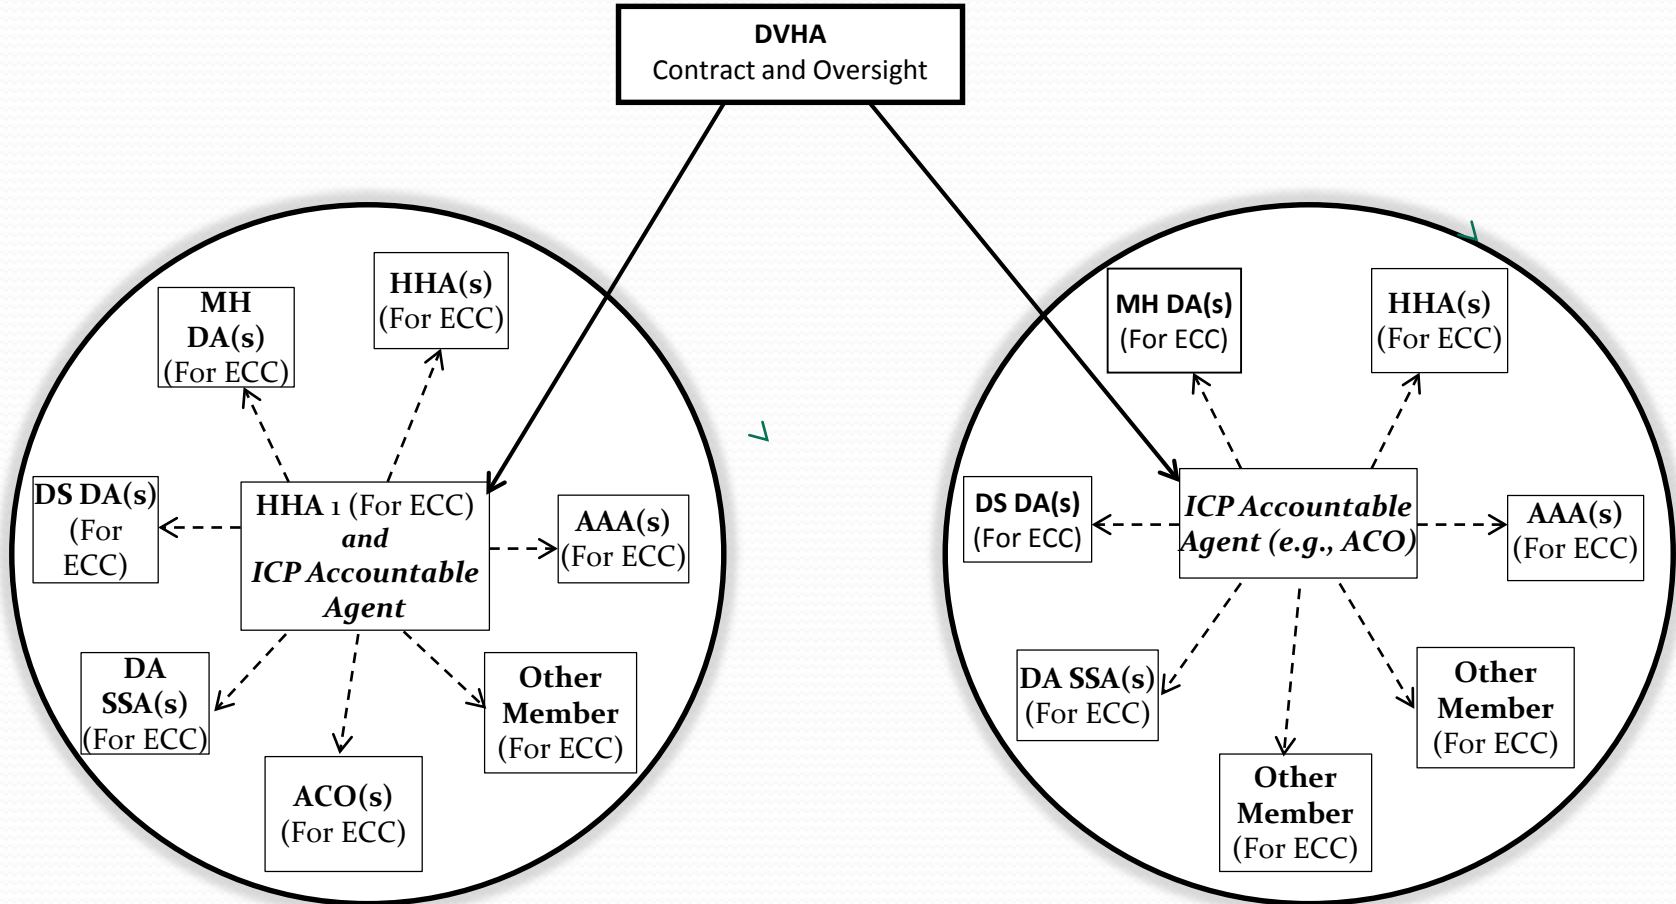 DVHA
Contract and Oversight
MH
DA(s)
(For ECC)
HHA(s)
(For ECC)
DS DA(s)
(For
ECC)
HHA 1 (For ECC)
and
ICP Accountable
Agent
AAA(s)
(For ECC)
DA
SSA(s)
(For ECC)
ACO(s)
(For ECC)
Other
Member
(For ECC)
MH DA(s)
(For ECC)
HHA(s)
(For ECC)
DS DA(s)
(For ECC)
ICP Accountable
Agent (e.g., ACO)
AAA(s)
(For ECC)
DA SSA(s)
(For ECC)
Other
Member
(For ECC)
Other
Member
(For ECC)